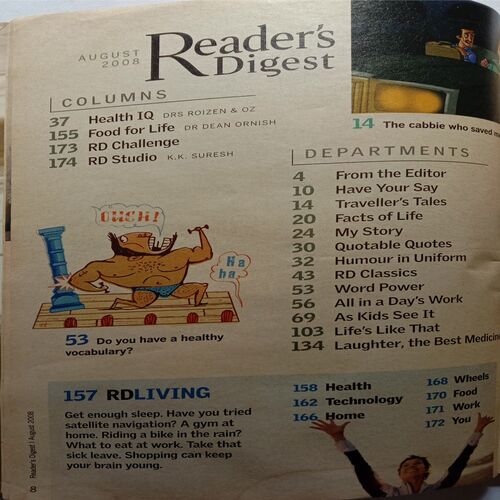 AUGUST
2008
Reader's
Digest
COLUMNS
37 Health IQ DRS ROIZEN & OZ
155 Food for Life DR DEAN ORNISH
173 RD Challenge
174 RD Studio K.K. SURESH
14 The cabbie who saved
DEPARTMENTS
4 From the Editor
10 Have Your Say
14 Traveller's Tales
20 Facts of Life
24 My Story
30 Quotable Quotes
32 Humour in Uniform
43 RD Classics
53 Word Power
56 All in a Day's Work
69 As Kids See It
103 Life's Like That
134 Laughter, the Best Medicin
OUCH!
Ha
ha
53 Do you have a healthy
vocabulary?
157 RDLIVING
Get enough sleep. Have you tried
satellite navigation? A gym at
home. Riding a bike in the rain?
What to eat at work. Take that
sick leave. Shopping can keep
your brain young.
158 Health
162 Technology
166 Home
168 Wheels
170 Food
171 Work
172 You
Reader's Digest | August 2008